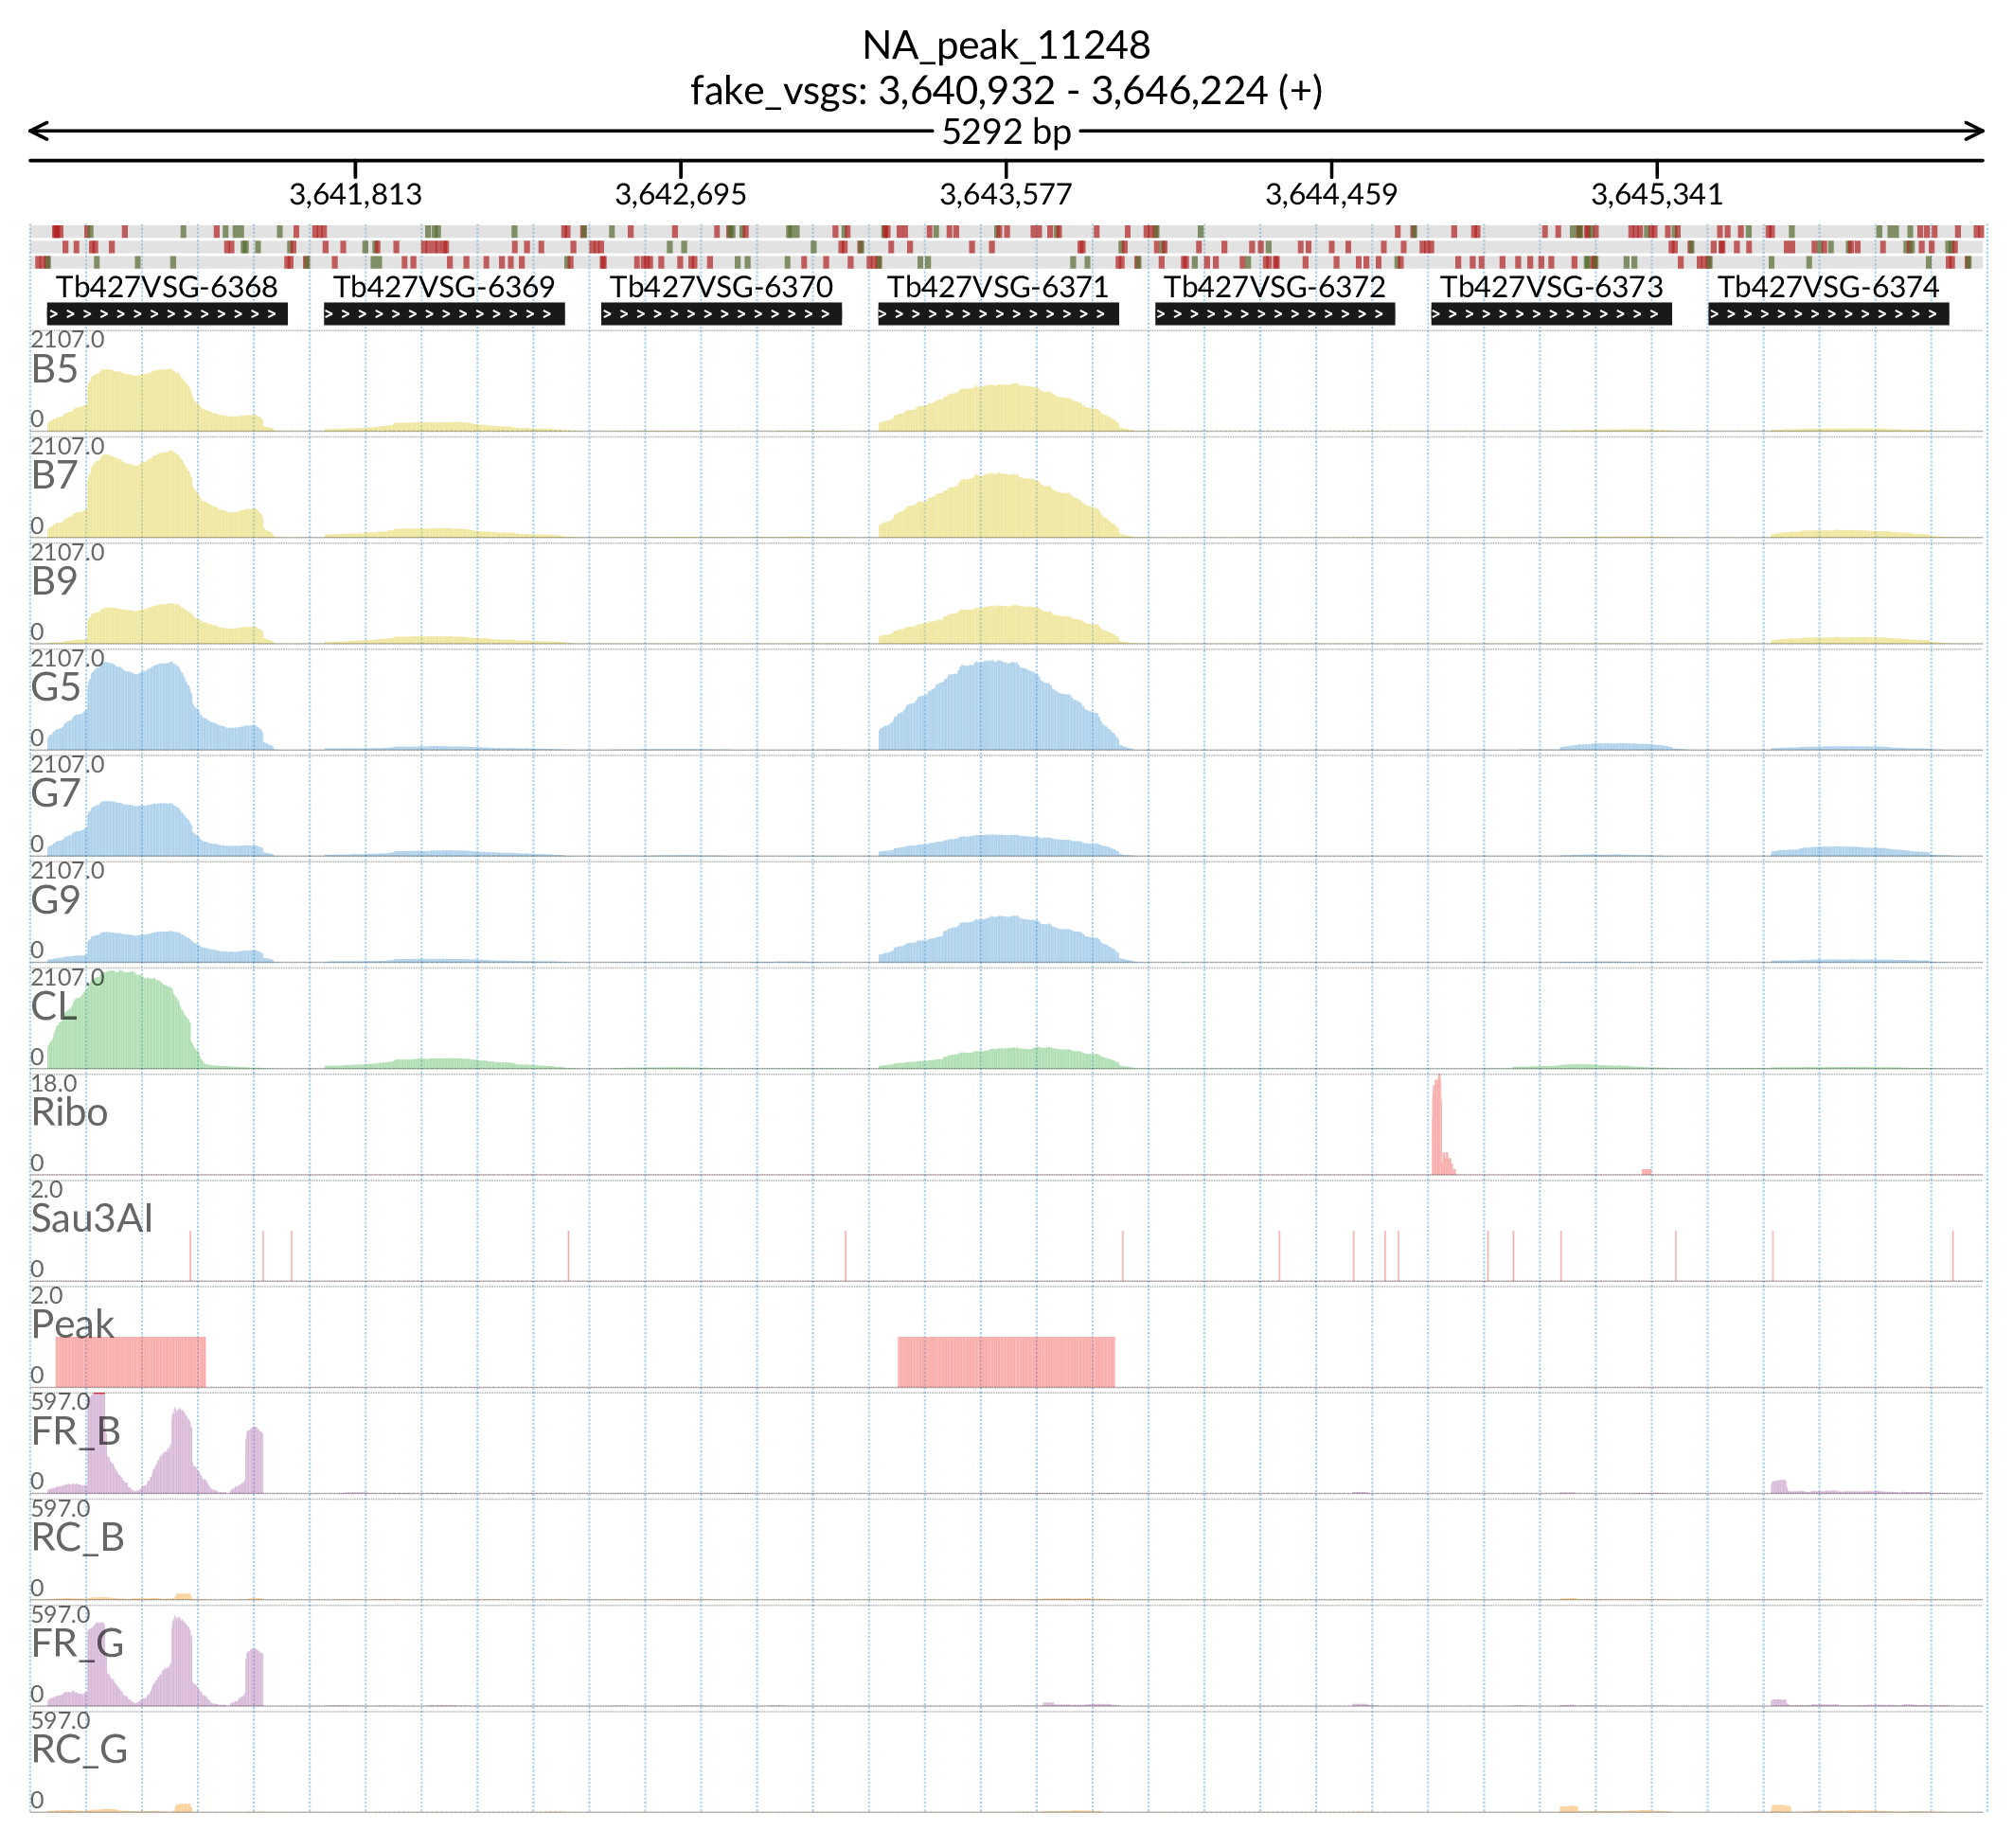 NA_peak_11248
fake_vsgs: 3,640,932 - 3,646,224 (+)
5292 bp
3,641,813 3,642,695 3,643,577 3,644,459 3,645,341
Tb427VSG-6368 Tb427VSG-6369 Tb427VSG-6370 Tb427VSG-6371 Tb427VSG-6372 Tb427VSG-6373 Tb427VSG-6374
2107.0
B5
0
2107.0
B7
0
2107.0
B9
0
2107.0
G5
0
2107.0
G7
0
2107.0
G9
0
2107.0
CL
0
18.0
Ribo
0
2.0
Sau3AI
0
2.0
Peak
0
597.0
FR_B
0
597.0
RC_B
0
597.0
FR_G
0
597.0
RC_G
0